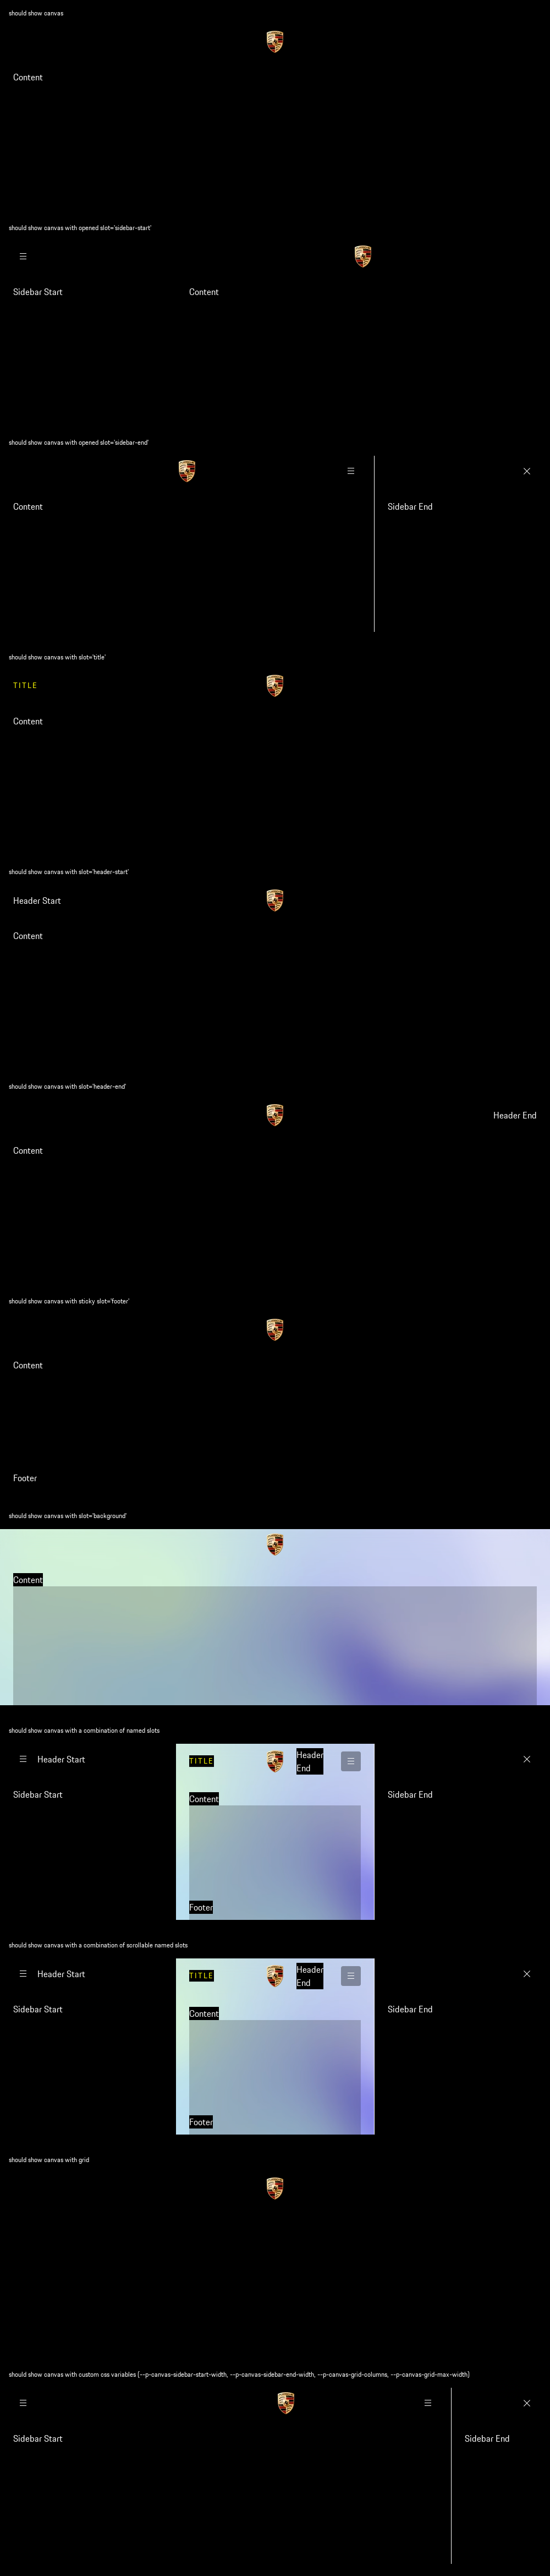 should show canvas
Content
should show canvas with opened slot='sidebar-start'
Sidebar Start
Content
should show canvas with opened slot='sidebar-end'
Content
Sidebar End
should show canvas with slot='title'
TITLE
Content
should show canvas with slot='header-start'
Header Start
Content
should show canvas with slot='header-end'
Header End
Content
should show canvas with sticky slot='footer'
Content
Footer
should show canvas with slot='background'
Content
should show canvas with a combination of named slots
Header Start
TITLE
Header
End
Sidebar Start
Content
Sidebar End
Footer
should show canvas with a combination of scrollable named slots
Header Start
TITLE
Header
End
Sidebar Start
Content
Sidebar End
Footer
should show canvas with grid
should show canvas with custom css variables (--p-canvas-sidebar-start-width, --p-canvas-sidebar-end-width, --p-canvas-grid-columns, --p-canvas-grid-max-width)
Sidebar Start
Sidebar End